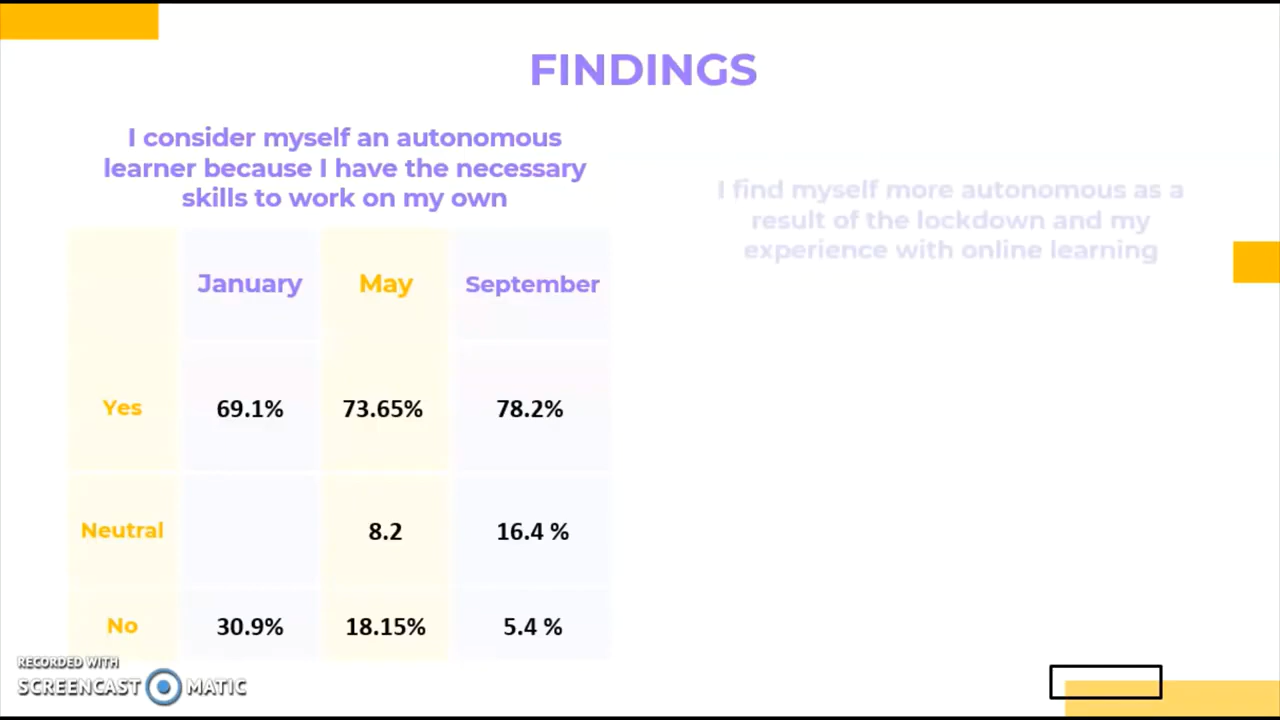 FINDINGS
I consider myself an autonomous
learner because I have the necessary
skills to work on my own
I find myself more autonomous as a
result of the lockdown and my
experience with online learning
January May September
Yes 69.1% 73.65% 78.2%
Neutral 8.2 16.4 %
No 30.9% 18.15% 5.4 %
RECORDED WITH
SCREENCAST MATIC